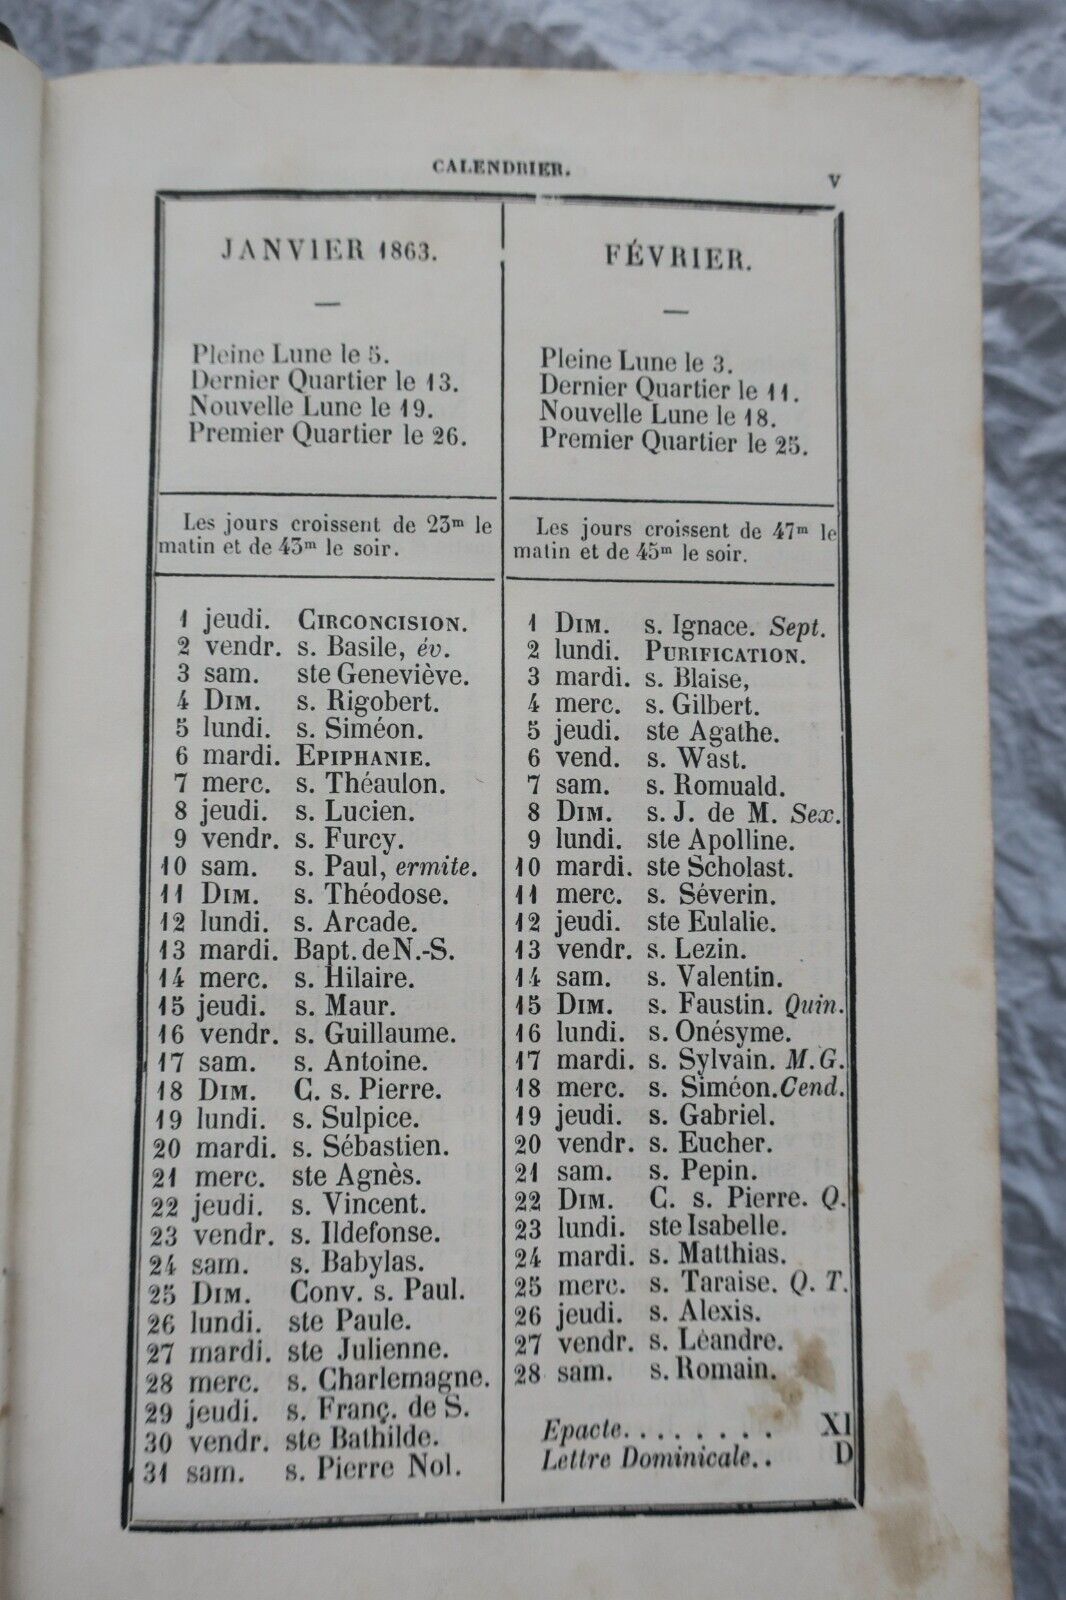 CALENDRIER.
V
JANVIER 1863.
—
Pleine Lune le 5.
Dernier Quartier le 13.
Nouvelle Lune le 19.
Premier Quartier le 26.
Les jours croissent de 23m le
matin et de 43m le soir.
1 jeudi. CIRCONCISION.
2 vendr. s. Basile, év.
3 sam. ste Geneviève.
4 DIM. s. Rigobert.
5 lundi. s. Siméon.
6 mardi. EPIPHANIE.
7 merc. s. Théaulon.
8 jeudi. s. Lucien.
9 vendr. s. Furcy.
10 sam. s. Paul, ermite.
11 DIM. s. Théodose.
12 lundi. s. Arcade.
13 mardi. Bapt. de N.-S.
14 merc. s. Hilaire.
15 jeudi. s. Maur.
16 vendr. s. Guillaume.
17 sam. s. Antoine.
18 DIM. C. s. Pierre.
19 lundi. s. Sulpice.
20 mardi. s. Sébastien.
21 merc. ste Agnès.
22 jeudi. s. Vincent.
23 vendr. s. Ildefonse.
24 sam. s. Babylas.
25 DIM. Conv. s. Paul.
26 lundi. ste Paule.
27 mardi. ste Julienne.
28 merc. s. Charlemagne.
29 jeudi. s. Franç. de S.
30 vendr. ste Bathilde.
31 sam. s. Pierre Nol.
FÉVRIER.
—
Pleine Lune le 3.
Dernier Quartier le 11.
Nouvelle Lune le 18.
Premier Quartier le 25.
Les jours croissent de 47m le
matin et de 45m le soir.
1 DIM. s. Ignace. Sept.
2 lundi. PURIFICATION.
3 mardi. s. Blaise,
4 merc. s. Gilbert.
5 jeudi. ste Agathe.
6 vend. s. Wast.
7 sam. s. Romuald.
8 DIM. s. J. de M. Sex.
9 lundi. ste Apolline.
10 mardi. ste Scholast.
11 merc. s. Séverin.
12 jeudi. ste Eulalie.
13 vendr. s. Lezin.
14 sam. s. Valentin.
15 DIM. s. Faustin. Quin.
16 lundi. s. Onésyme.
17 mardi. s. Sylvain. M.G.
18 merc. s. Siméon. Cend.
19 jeudi. s. Gabriel.
20 vendr. s. Eucher.
21 sam. s. Pepin.
22 DIM. C. s. Pierre. Q.
23 lundi. ste Isabelle.
24 mardi. s. Matthias.
25 merc. s. Taraise. Q. T.
26 jeudi. s. Alexis.
27 vendr. s. Léandre.
28 sam. s. Romain.
Epacte. . . . . . . . XI
Lettre Dominicale. . D